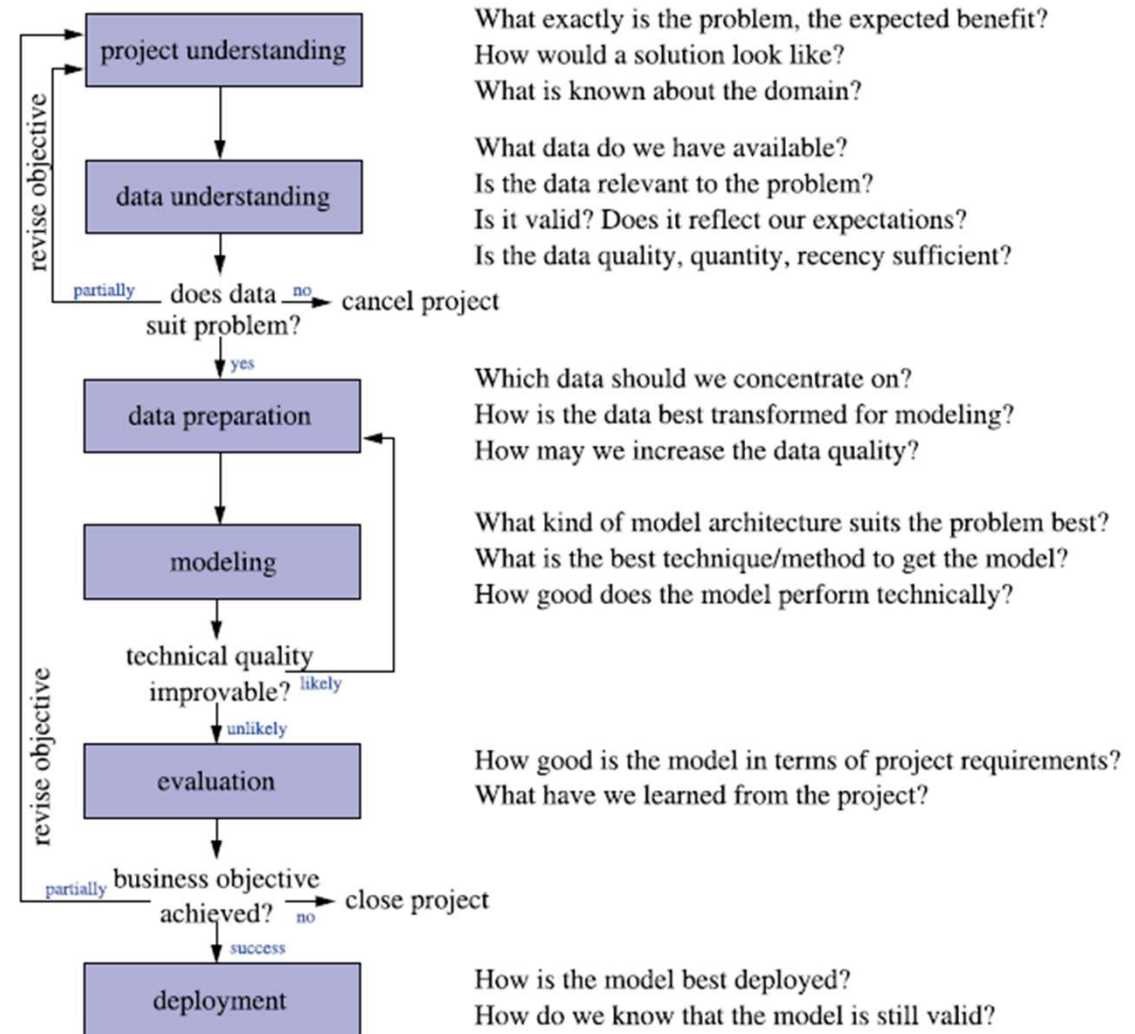 project understanding
What exactly is the problem, the expected benefit?
How would a solution look like?
What is known about the domain?
revise objective
data understanding
What data do we have available?
Is the data relevant to the problem?
Is it valid? Does it reflect our expectations?
Is the data quality, quantity, recency sufficient?
partially
does data
suit problem?
no
cancel project
yes
data preparation
Which data should we concentrate on?
How is the data best transformed for modeling?
How may we increase the data quality?
modeling
What kind of model architecture suits the problem best?
What is the best technique/method to get the model?
How good does the model perform technically?
technical quality
improvable?
likely
unlikely
revise objective
evaluation
How good is the model in terms of project requirements?
What have we learned from the project?
partially
business objective
achieved?
no
close project
success
deployment
How is the model best deployed?
How do we know that the model is still valid?